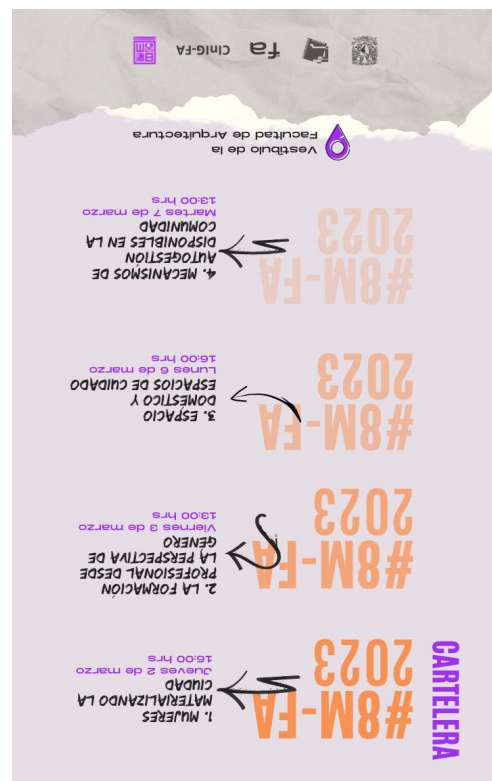 CARTELERA
#8M-FA
2023
1. MUJERES
MATERIALIZANDO LA
CIUDAD
Jueves 2 de marzo
16:00 hrs
#8M-FA
2023
2. LA FORMACIÓN
PROFESIONAL DESDE
LA PERSPECTIVA DE
GENERO
Viernes 3 de marzo
13:00 hrs
#8M-FA
2023
3. ESPACIO
DOMESTICO Y
ESPACIOS DE CUIDADO
Lunes 6 de marzo
16:00 hrs
#8M-FA
2023
4. MECANISMOS DE
AUTOGESTIÓN
DISPONIBLES EN LA
COMUNIDAD
Martes 7 de marzo
13:00 hrs
Vestíbulo de la
Facultad de Arquitectura
fa
CInIG-FA